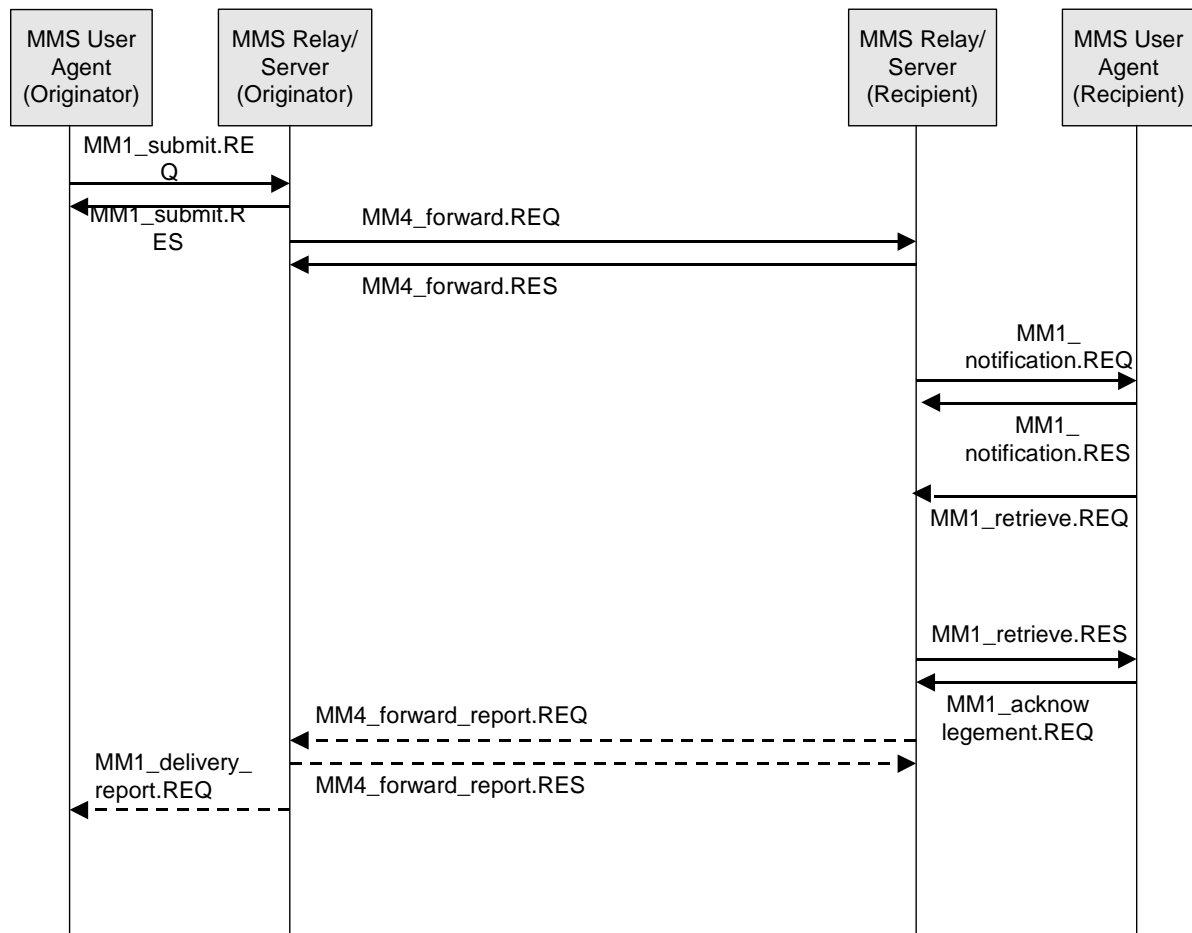 MMS User
Agent
(Originator)
MMS Relay/
Server
(Originator)
MMS Relay/
Server
(Recipient)
MMS User
Agent
(Recipient)
MM1_submit.RE
Q
MM1_submit.R
ES
MM4_forward.REQ
MM4_forward.RES
MM1_
notification.REQ
MM1_
notification.RES
MM1_retrieve.REQ
MM1_retrieve.RES
MM1_acknow
legement.REQ
MM4_forward_report.REQ
MM4_forward_report.RES
MM1_delivery_
report.REQ